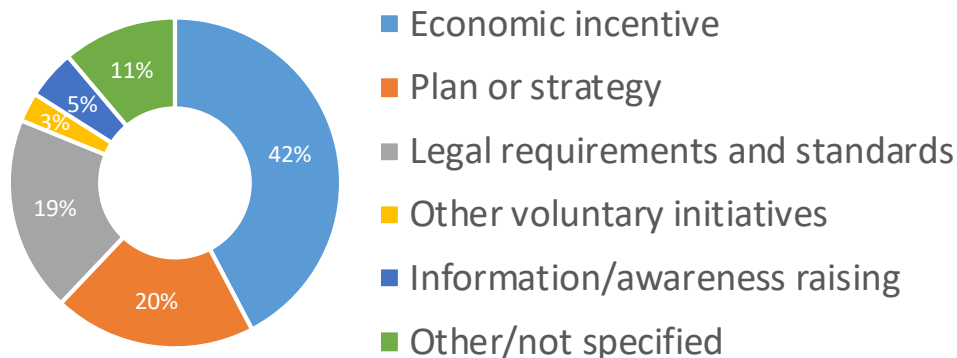 42%
20%
19%
3%
5%
11%
Economic incentive
Plan or strategy
Legal requirements and standards
Other voluntary initiatives
Information/awareness raising
Other/not specified